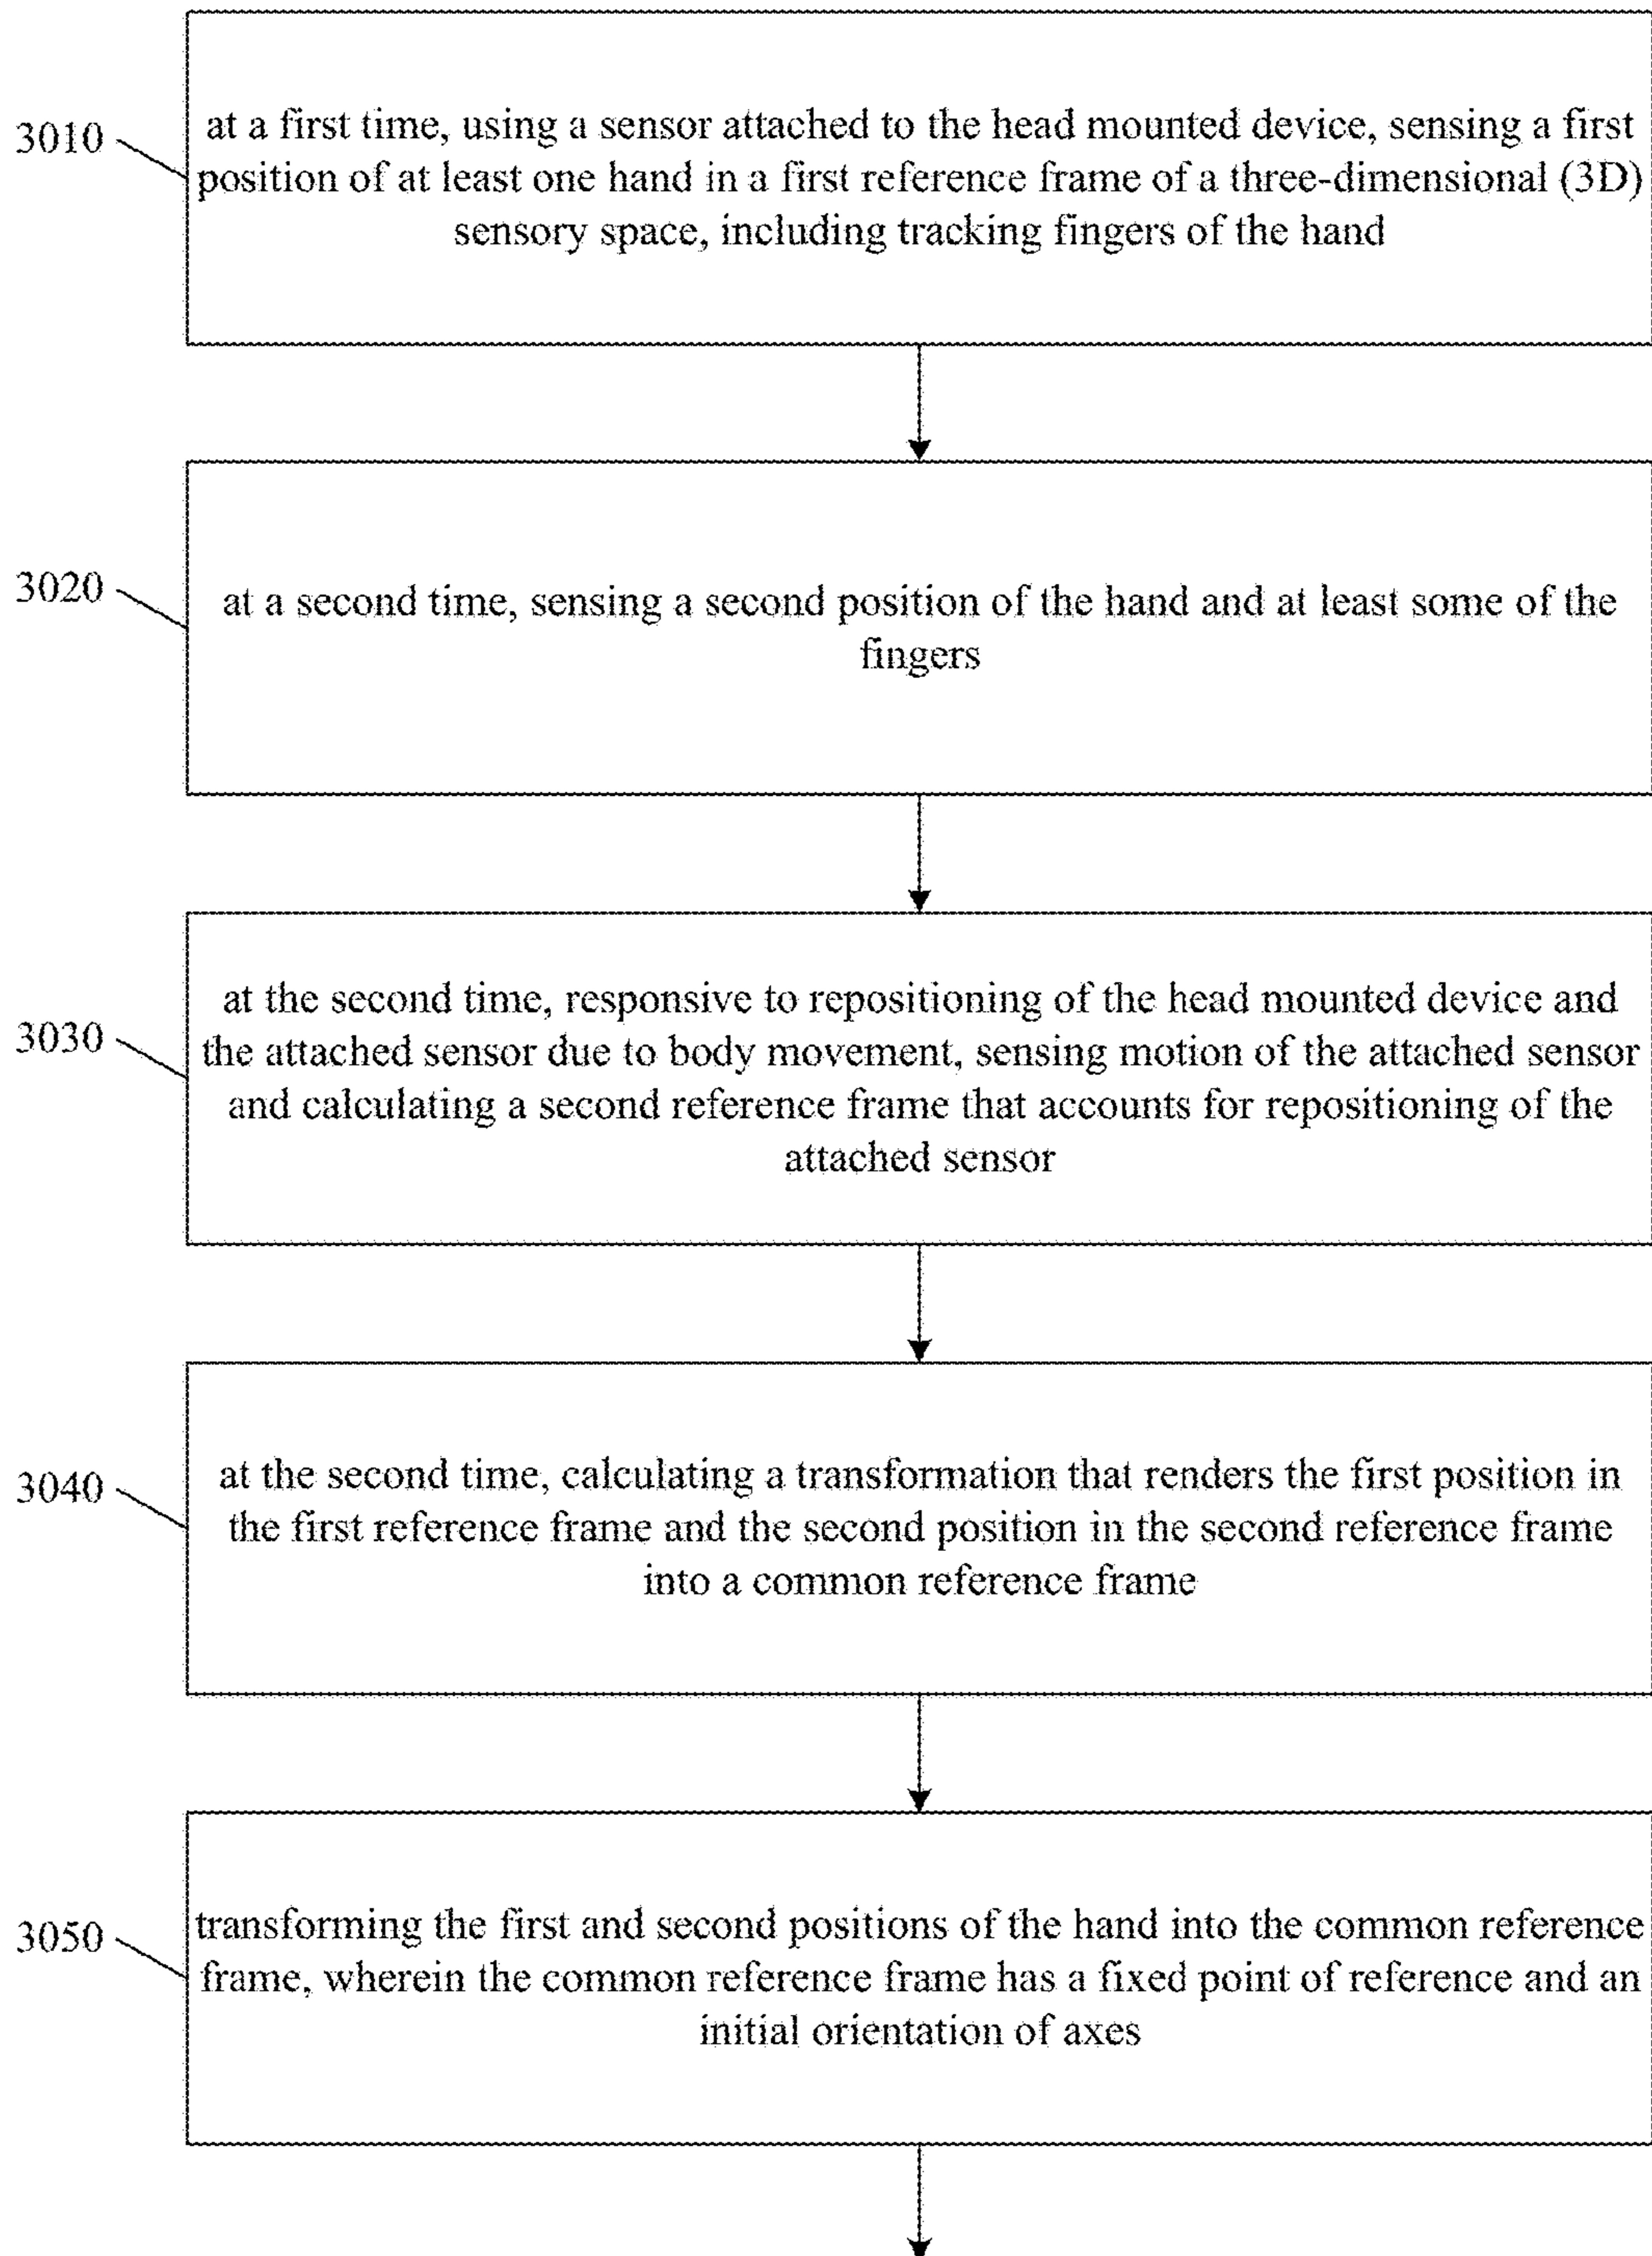 3010
at a first time, using a sensor attached to the head mounted device, sensing a first
position of at least one hand in a first reference frame of a three-dimensional (3D)
sensory space, including tracking fingers of the hand
3020
at a second time, sensing a second position of the hand and at least some of the
fingers
3030
at the second time, responsive to repositioning of the head mounted device and
the attached sensor due to body movement, sensing motion of the attached sensor
and calculating a second reference frame that accounts for repositioning of the
attached sensor
3040
at the second time, calculating a transformation that renders the first position in
the first reference frame and the second position in the second reference frame
into a common reference frame
3050
transforming the first and second positions of the hand into the common reference
frame, wherein the common reference frame has a fixed point of reference and an
initial orientation of axes